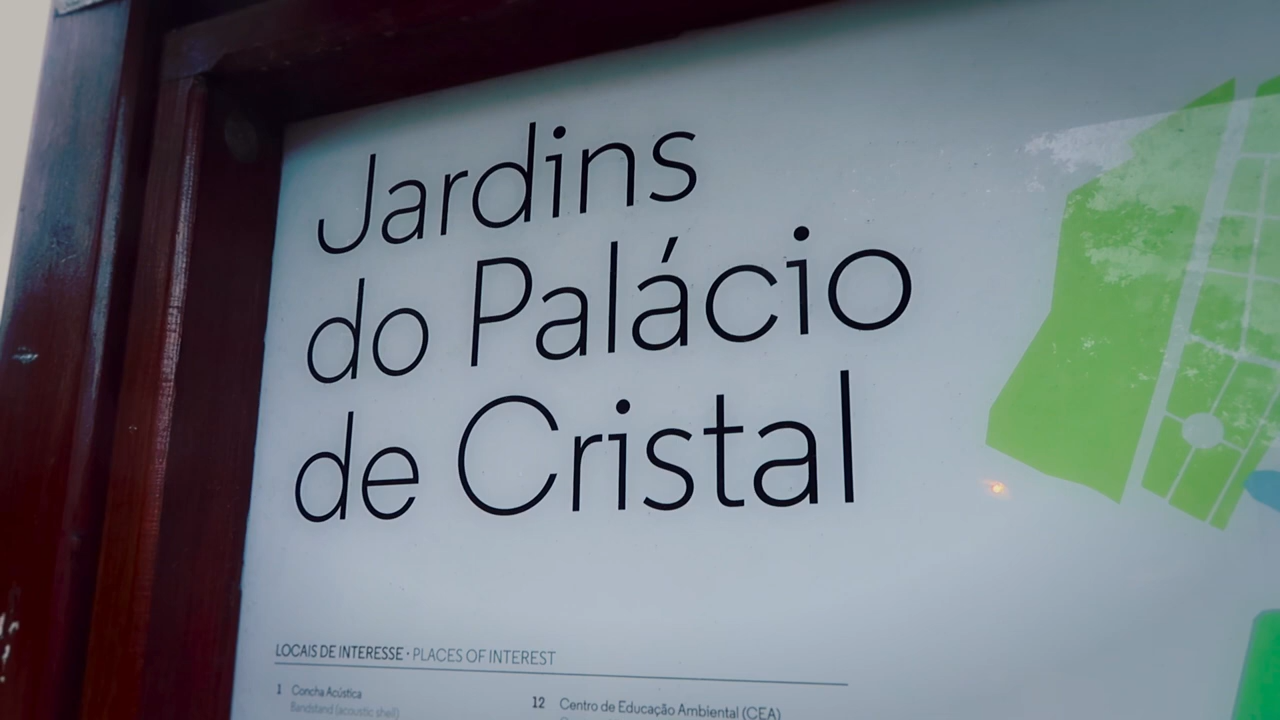 Jardins
do Palácio
de Cristal
LOCAIS DE INTERESSE · PLACES OF INTEREST
1 Concha Acústica
Bandstand (acoustic shell)
12 Centro de Educação Ambiental (CEA)